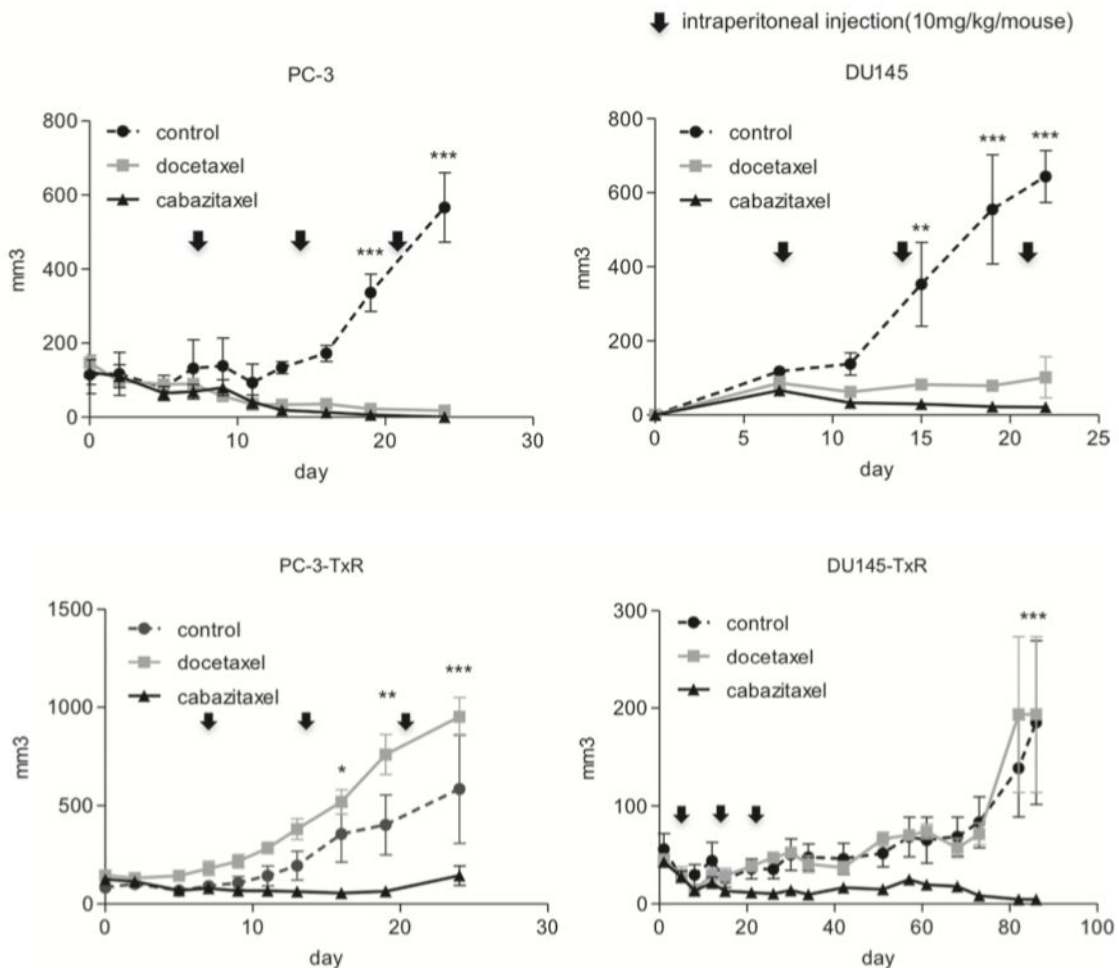 intraperitoneal injection(10mg/kg/mouse)
PC-3
800
600
400
200
0
mm3
control
docetaxel
cabazitaxel
***
***
0
10
20
30
day
DU145
800
600
400
200
0
mm3
control
docetaxel
cabazitaxel
**
***
***
0
5
10
15
20
25
day
PC-3-TxR
1500
1000
500
0
mm3
control
docetaxel
cabazitaxel
*
**
***
0
10
20
30
day
DU145-TxR
300
200
100
0
mm3
control
docetaxel
cabazitaxel
***
0
20
40
60
80
100
day